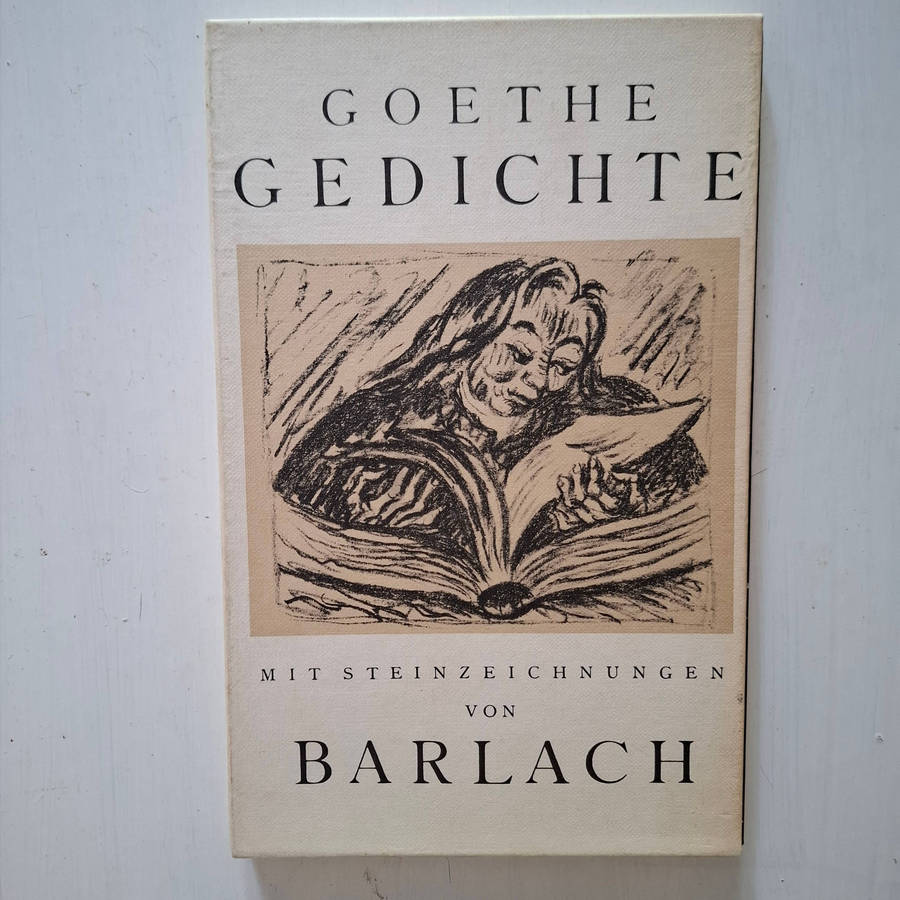 GOETHE
GEDICHTE
MIT STEINZEICHNUNGEN
VON
BARLACH